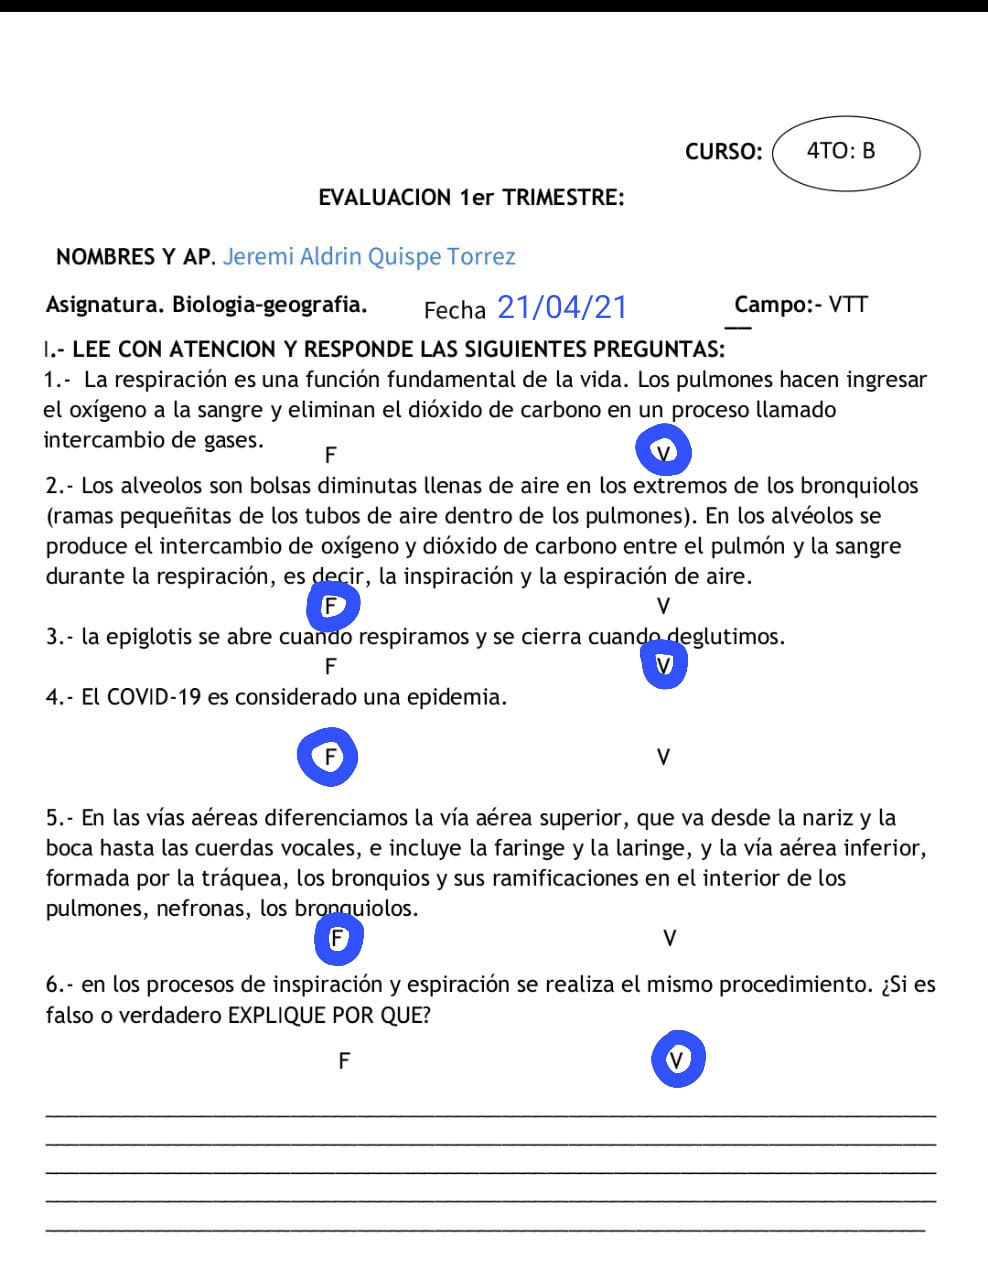 CURSO: 4TO: B
EVALUACION 1er TRIMESTRE:
NOMBRES Y AP. Jeremi Aldrin Quispe Torrez
Asignatura. Biologia-geografia. Fecha 21/04/21 Campo:- VTT
I.- LEE CON ATENCION Y RESPONDE LAS SIGUIENTES PREGUNTAS:
1.- La respiración es una función fundamental de la vida. Los pulmones hacen ingresar
el oxígeno a la sangre y eliminan el dióxido de carbono en un proceso llamado
intercambio de gases.
F V
2.- Los alveolos son bolsas diminutas llenas de aire en los extremos de los bronquiolos
(ramas pequeñitas de los tubos de aire dentro de los pulmones). En los alvéolos se
produce el intercambio de oxígeno y dióxido de carbono entre el pulmón y la sangre
durante la respiración, es decir, la inspiración y la espiración de aire.
F V
3.- la epiglotis se abre cuando respiramos y se cierra cuando deglutimos.
F V
4.- El COVID-19 es considerado una epidemia.
F V
5.- En las vías aéreas diferenciamos la vía aérea superior, que va desde la nariz y la
boca hasta las cuerdas vocales, e incluye la faringe y la laringe, y la vía aérea inferior,
formada por la tráquea, los bronquios y sus ramificaciones en el interior de los
pulmones, nefronas, los bronquiolos.
F V
6.- en los procesos de inspiración y espiración se realiza el mismo procedimiento. ¿Si es
falso o verdadero EXPLIQUE POR QUE?
F V